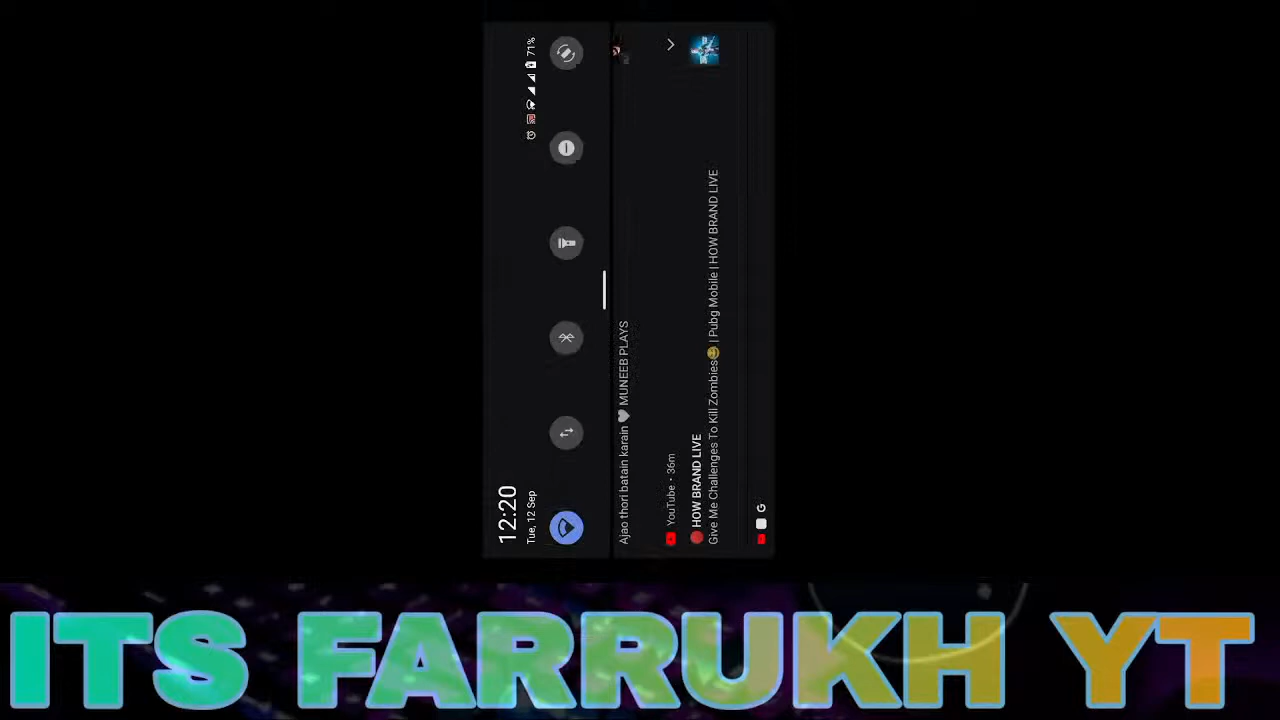 12:20
Tue, 12 Sep
71%
Ajao thori batain karain🤍 MUNEEB PLAYS
YouTube • 36m
🔴 HOW BRAND LIVE
Give Me Challenges To Kill Zombies😂 | Pubg Mobile | HOW BRAND LIVE
G
ITS FARRUKH YT